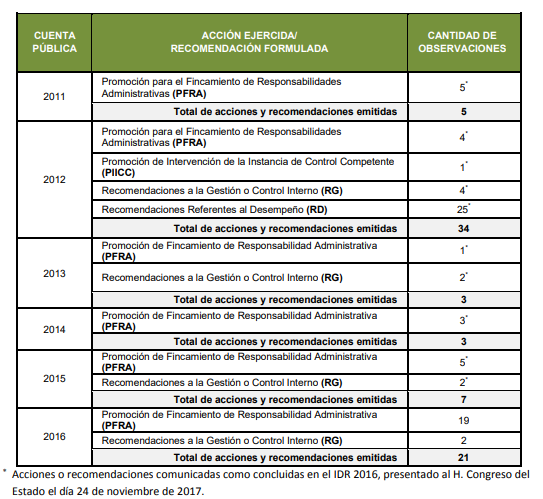 CUENTA PÚBLICA
ACCIÓN EJERCIDA/ RECOMENDACIÓN FORMULADA
CANTIDAD DE OBSERVACIONES
2011
Promoción para el Fincamiento de Responsabilidades
Administrativas (PFRA)
5*
Total de acciones y recomendaciones emitidas
5
2012
Promoción para el Fincamiento de Responsabilidades
Administrativas (PFRA)
4*
Promoción de Intervención de la Instancia de Control Competente
(PIICC)
1*
Recomendaciones a la Gestión o Control Interno (RG)
4*
Recomendaciones Referentes al Desempeño (RD)
25*
Total de acciones y recomendaciones emitidas
34
2013
Promoción de Fincamiento de Responsabilidad Administrativa
(PFRA)
1*
Recomendaciones a la Gestión o Control Interno (RG)
2*
Total de acciones y recomendaciones emitidas
3
2014
Promoción de Fincamiento de Responsabilidad Administrativa
(PFRA)
3*
Total de acciones y recomendaciones emitidas
3
2015
Promoción de Fincamiento de Responsabilidad Administrativa
(PFRA)
5*
Recomendaciones a la Gestión o Control Interno (RG)
2*
Total de acciones y recomendaciones emitidas
7
2016
Promoción de Fincamiento de Responsabilidad Administrativa
(PFRA)
19
Recomendaciones a la Gestión o Control Interno (RG)
2
Total de acciones y recomendaciones emitidas
21
* Acciones o recomendaciones comunicadas como concluidas en el IDR 2016, presentado al H. Congreso del
Estado el día 24 de noviembre de 2017.